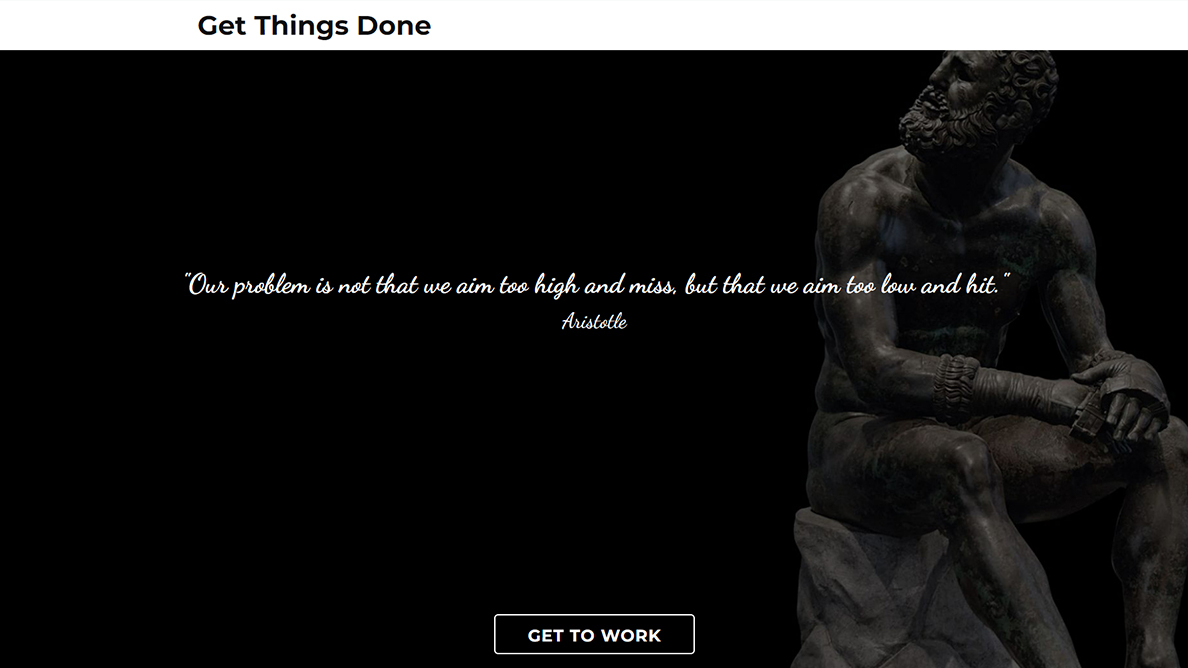 Get Things Done
"Our problem is not that we aim too high and miss, but that we aim too low and hit."
Aristotle
GET TO WORK